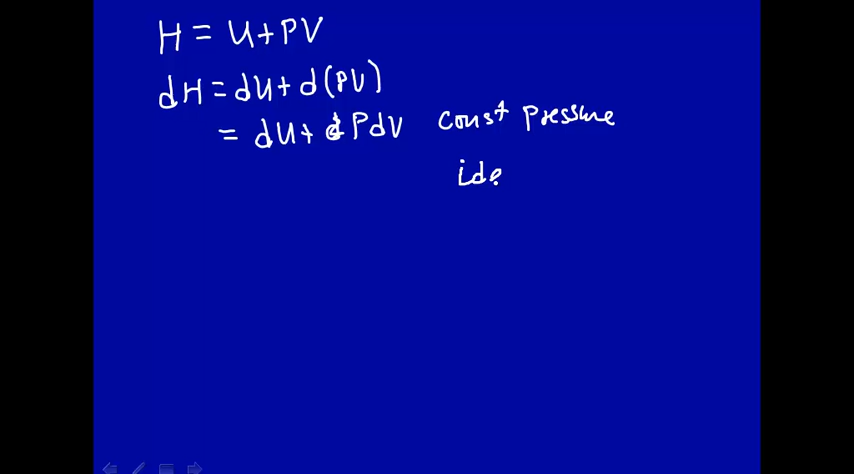 H = U + PV
dH = dU + d(PV)
= dU + PdV const pressure
ide